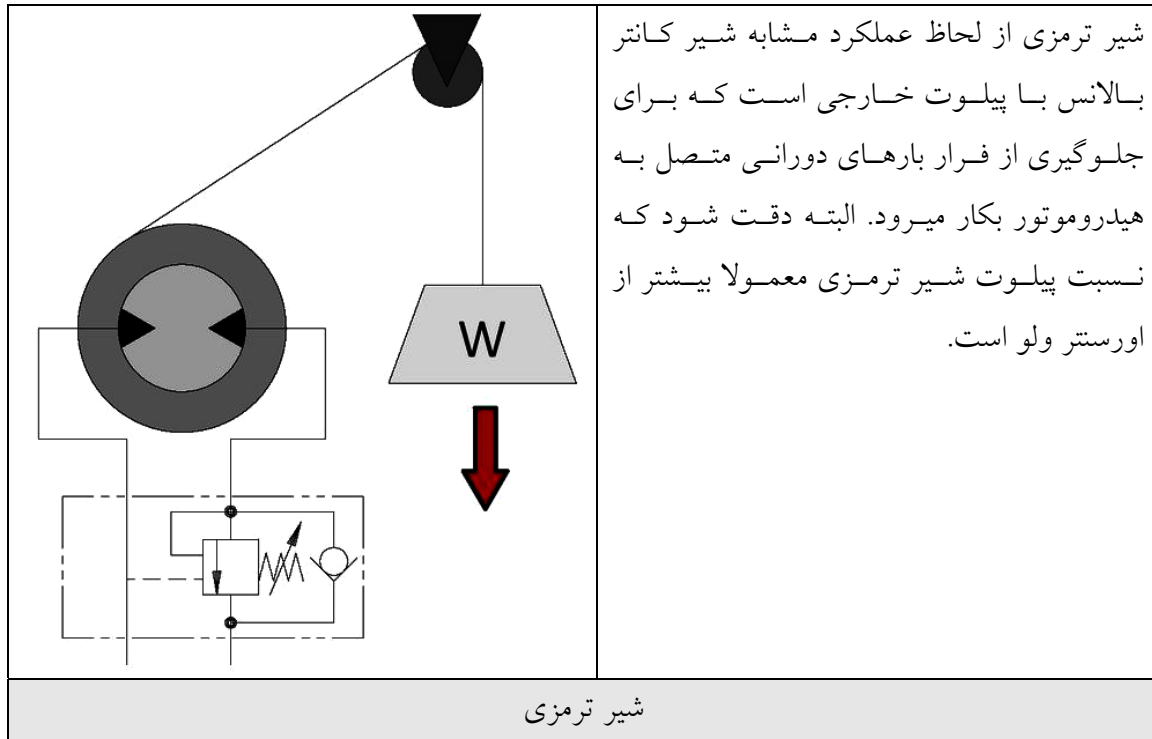 شیر ترمزی از لحاظ عملکرد مشابه شیر کانتر
بالانس با پیلوت خارجی است که برای
جلوگیری از فرار بارهای دورانی متصل به
هیدروموتور بکار میرود. البته دقت شود که
نسبت پیلوت شیر ترمزی معمولا بیشتر از
اورسنتر ولو است.
W
شیر ترمزی